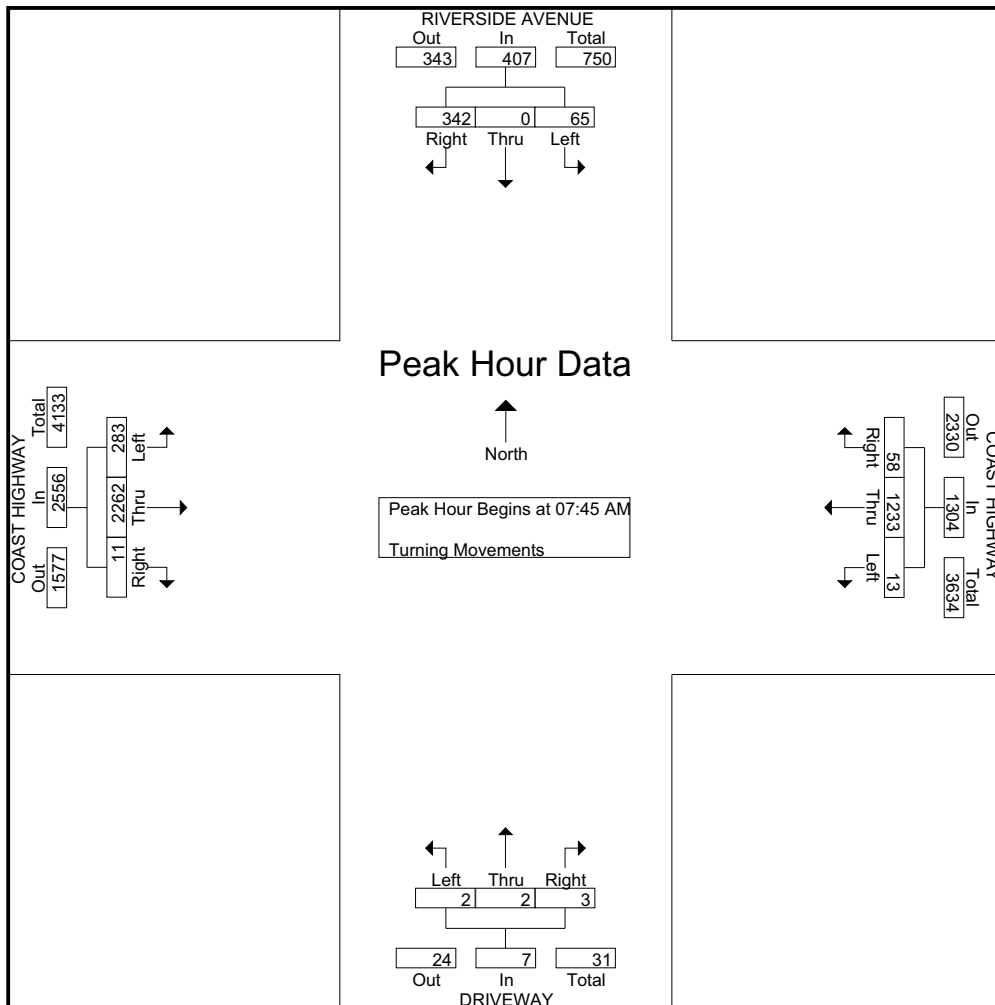 RIVERSIDE AVENUE
Out In Total
343 407 750
342 0 65
Right Thru Left
Peak Hour Data
North
Peak Hour Begins at 07:45 AM
Turning Movements
COAST HIGHWAY
Out In Total
1577 2556 4133
11 2262 283
Right Thru Left
COAST HIGHWAY
Out In Total
2330 1304 3634
58 1233 13
Right Thru Left
Left Thru Right
2 2 3
24 7 31
Out In Total
DRIVEWAY